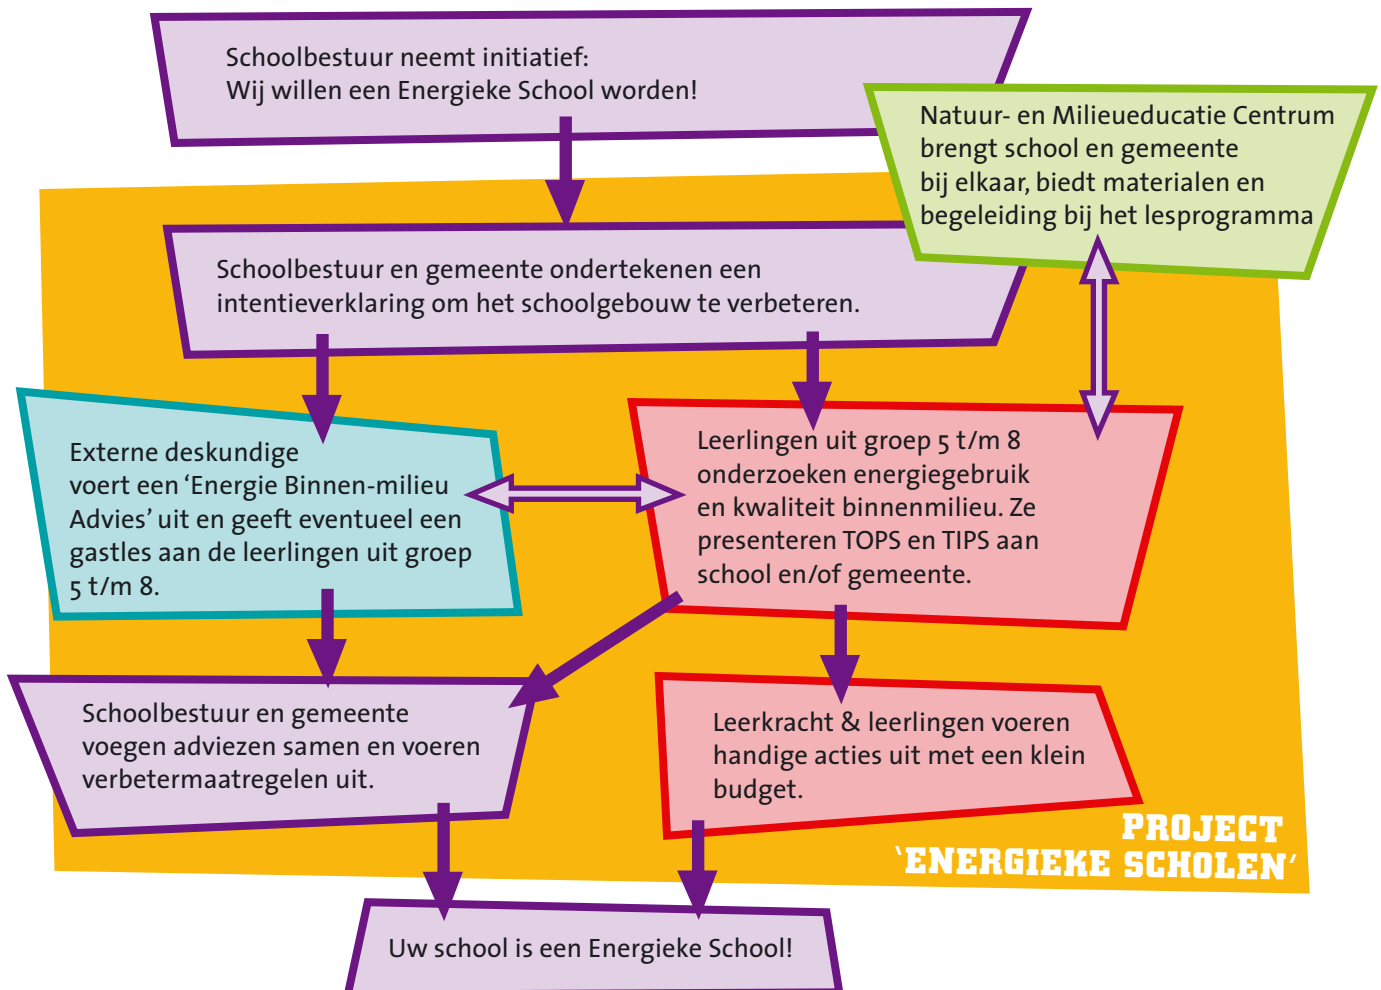 Schoolbestuur neemt initiatief:
Wij willen een Energieke School worden!
Natuur- en Milieueducatie Centrum
brengt school en gemeente
bij elkaar, biedt materialen en
begeleiding bij het lesprogramma
Schoolbestuur en gemeente ondertekenen een
intentieverklaring om het schoolgebouw te verbeteren.
Externe deskundige
voert een ‘Energie Binnen-milieu
Advies’ uit en geeft eventueel een
gastles aan de leerlingen uit groep
5 t/m 8.
Leerlingen uit groep 5 t/m 8
onderzoeken energiegebruik
en kwaliteit binnenmilieu. Ze
presenteren TOPS en TIPS aan
school en/of gemeente.
Schoolbestuur en gemeente
voegen adviezen samen en voeren
verbetermaatregelen uit.
Leerkracht & leerlingen voeren
handige acties uit met een klein
budget.
PROJECT
‘ENERGIEKE SCHOLEN’
Uw school is een Energieke School!